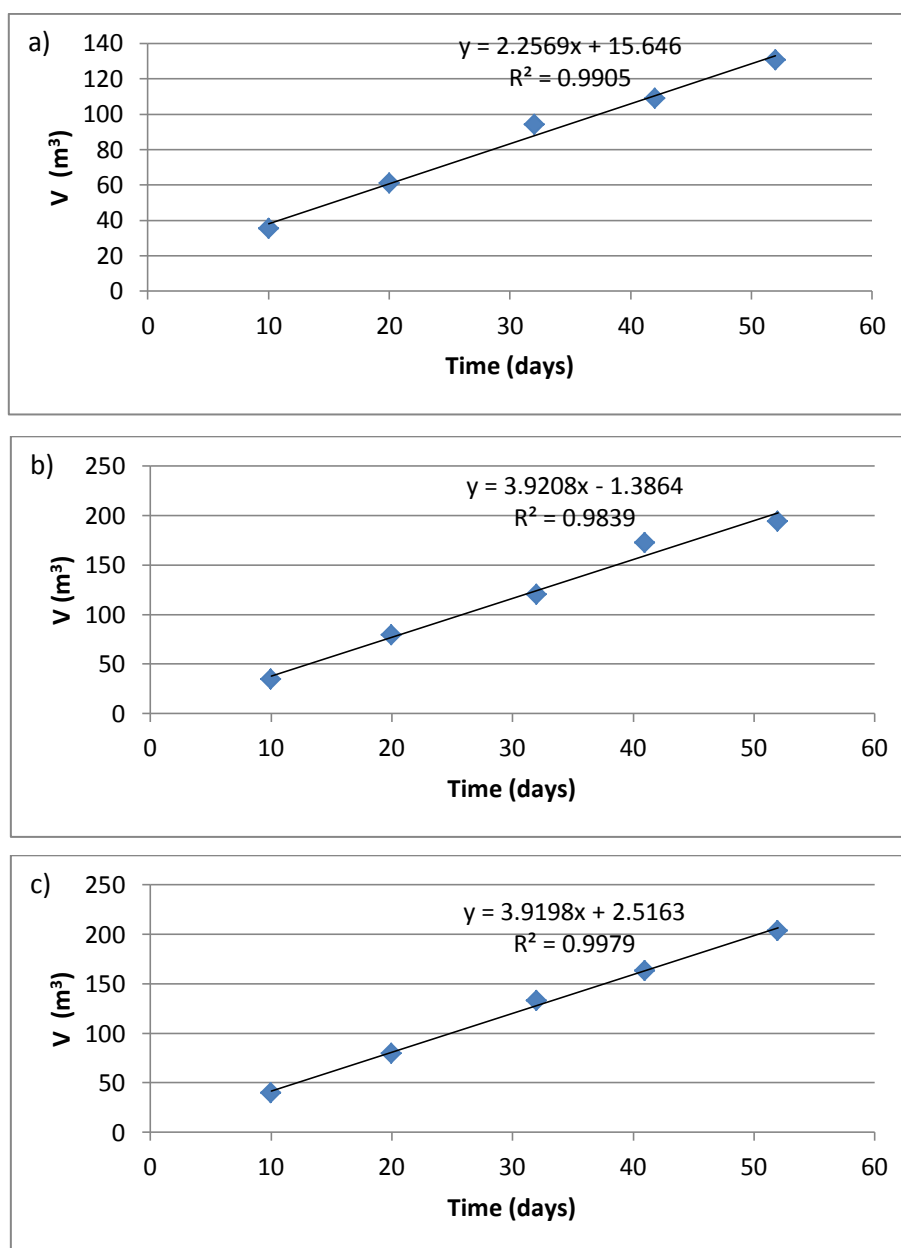 a)
y = 2.2569x + 15.646
R² = 0.9905
140
120
100
80
60
40
20
0
V (m³)
0 10 20 30 40 50 60
Time (days)
b)
y = 3.9208x - 1.3864
R² = 0.9839
250
200
150
100
50
0
V (m³)
0 10 20 30 40 50 60
Time (days)
c)
y = 3.9198x + 2.5163
R² = 0.9979
250
200
150
100
50
0
V (m³)
0 10 20 30 40 50 60
Time (days)